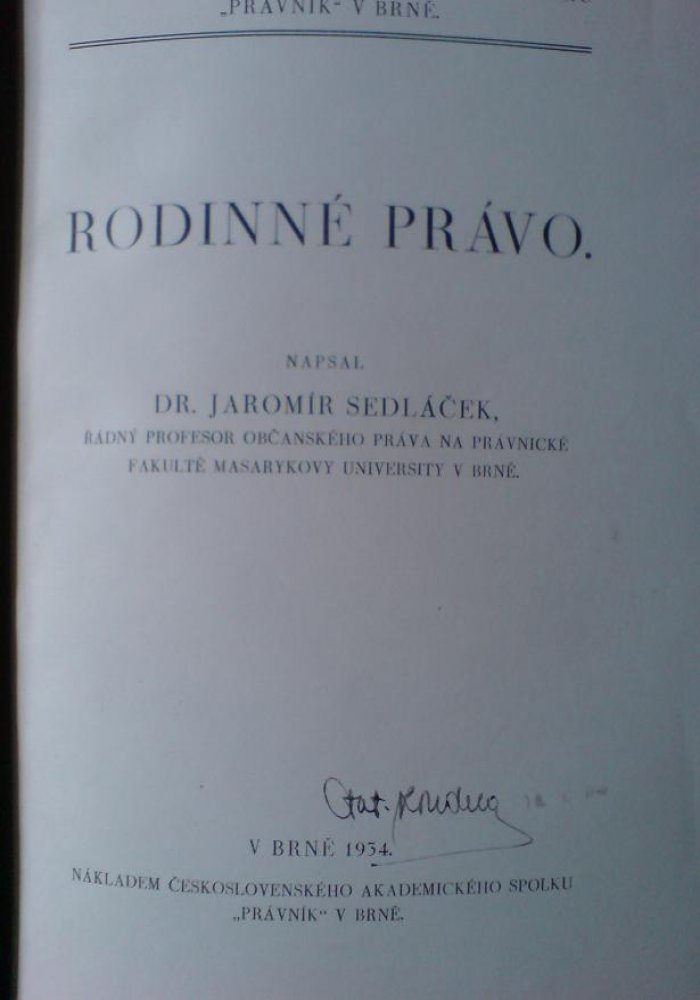 „PRÁVNÍK“ V BRNĚ.
RODINNÉ PRÁVO.
NAPSAL
DR. JAROMÍR SEDLÁČEK,
ŘÁDNÝ PROFESOR OBČANSKÉHO PRÁVA NA PRÁVNICKÉ
FAKULTĚ MASARYKOVY UNIVERSITY V BRNĚ.
V BRNĚ 1934.
NÁKLADEM ČESKOSLOVENSKÉHO AKADEMICKÉHO SPOLKU
„PRÁVNÍK“ V BRNĚ.